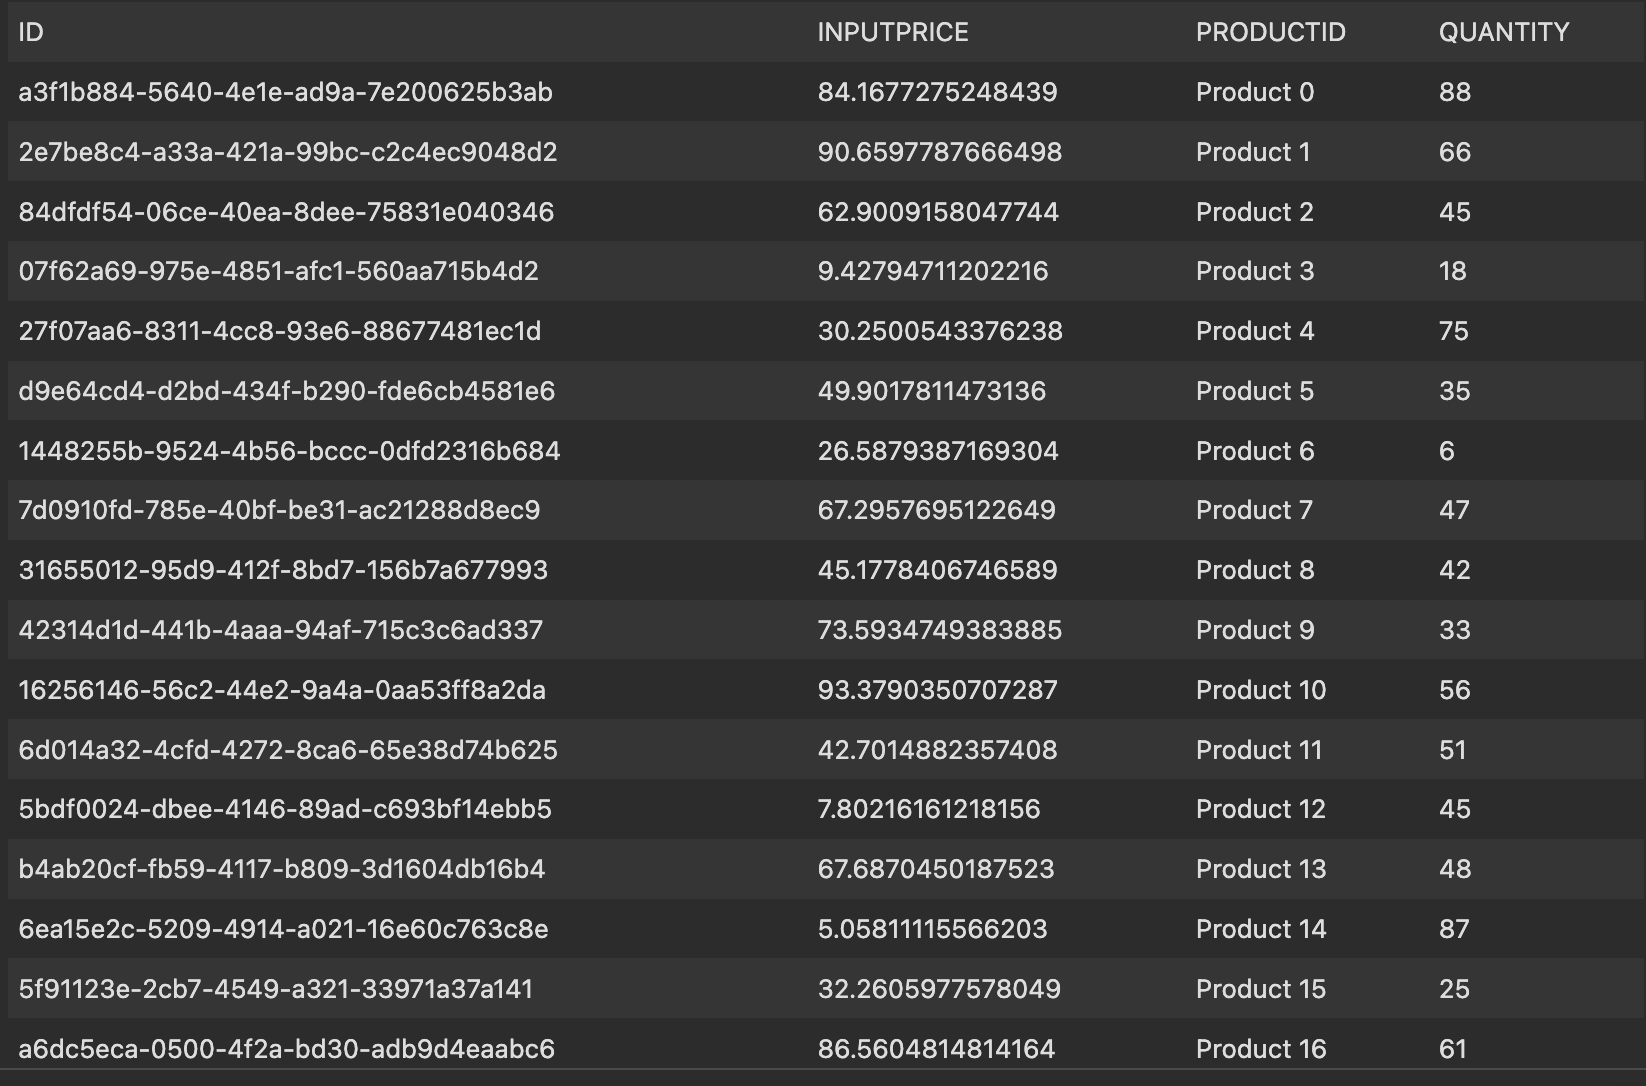 ID INPUTPRICE PRODUCTID QUANTITY
a3f1b884-5640-4e1e-ad9a-7e200625b3ab 84.1677275248439 Product 0 88
2e7be8c4-a33a-421a-99bc-c2c4ec9048d2 90.6597787666498 Product 1 66
84dfdf54-06ce-40ea-8dee-75831e040346 62.9009158047744 Product 2 45
07f62a69-975e-4851-afc1-560aa715b4d2 9.42794711202216 Product 3 18
27f07aa6-8311-4cc8-93e6-88677481ec1d 30.2500543376238 Product 4 75
d9e64cd4-d2bd-434f-b290-fde6cb4581e6 49.9017811473136 Product 5 35
1448255b-9524-4b56-bccc-0dfd2316b684 26.5879387169304 Product 6 6
7d0910fd-785e-40bf-be31-ac21288d8ec9 67.2957695122649 Product 7 47
31655012-95d9-412f-8bd7-156b7a677993 45.1778406746589 Product 8 42
42314d1d-441b-4aaa-94af-715c3c6ad337 73.5934749383885 Product 9 33
16256146-56c2-44e2-9a4a-0aa53ff8a2da 93.3790350707287 Product 10 56
6d014a32-4cfd-4272-8ca6-65e38d74b625 42.7014882357408 Product 11 51
5bdf0024-dbee-4146-89ad-c693bf14ebb5 7.80216161218156 Product 12 45
b4ab20cf-fb59-4117-b809-3d1604db16b4 67.6870450187523 Product 13 48
6ea15e2c-5209-4914-a021-16e60c763c8e 5.05811115566203 Product 14 87
5f91123e-2cb7-4549-a321-33971a37a141 32.2605977578049 Product 15 25
a6dc5eca-0500-4f2a-bd30-adb9d4eaabc6 86.5604814814164 Product 16 61